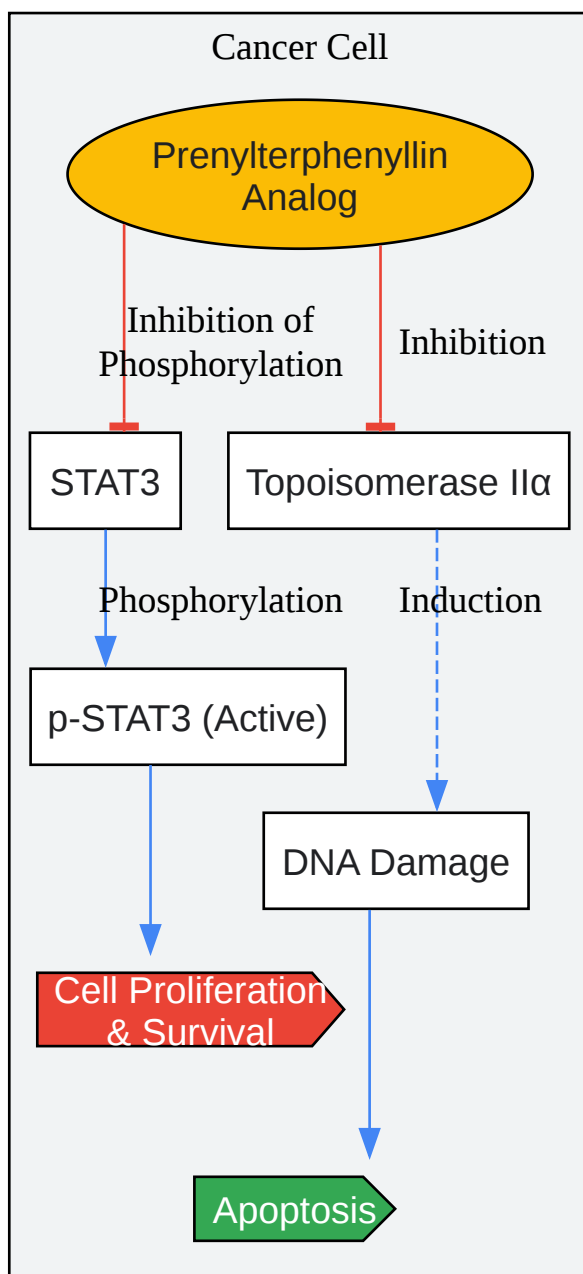 Cancer Cell
Prenylterphenyllin
Analog
Inhibition of
Phosphorylation
Inhibition
STAT3
Topoisomerase IIα
Phosphorylation
Induction
p-STAT3 (Active)
DNA Damage
Cell Proliferation
& Survival
Apoptosis